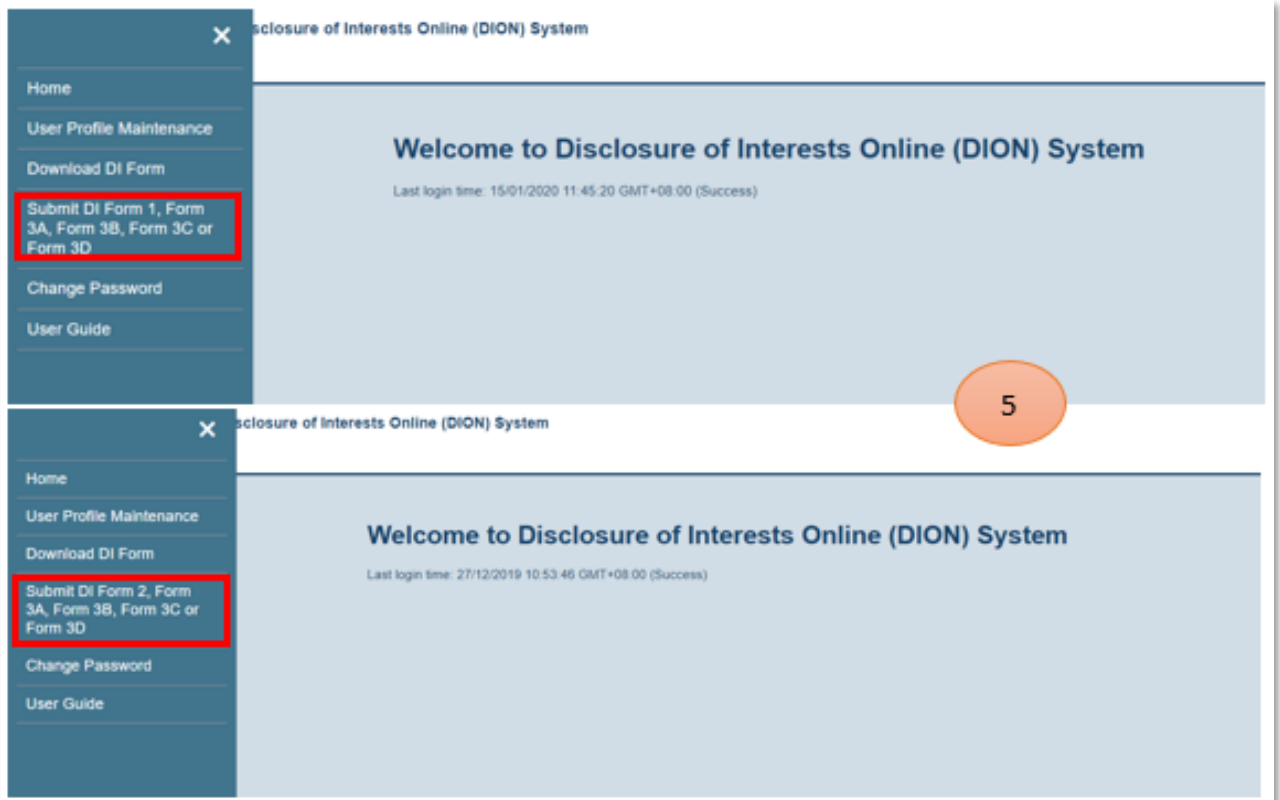 ×
sclosure of Interests Online (DION) System
Home
User Profile Maintenance
Download DI Form
Submit DI Form 1, Form
3A, Form 3B, Form 3C or
Form 3D
Change Password
User Guide
Welcome to Disclosure of Interests Online (DION) System
Last login time: 15/01/2020 11:45:20 GMT+08:00 (Success)
5
×
sclosure of Interests Online (DION) System
Home
User Profile Maintenance
Download DI Form
Submit DI Form 2, Form
3A, Form 3B, Form 3C or
Form 3D
Change Password
User Guide
Welcome to Disclosure of Interests Online (DION) System
Last login time: 27/12/2019 10:53:46 GMT+08:00 (Success)